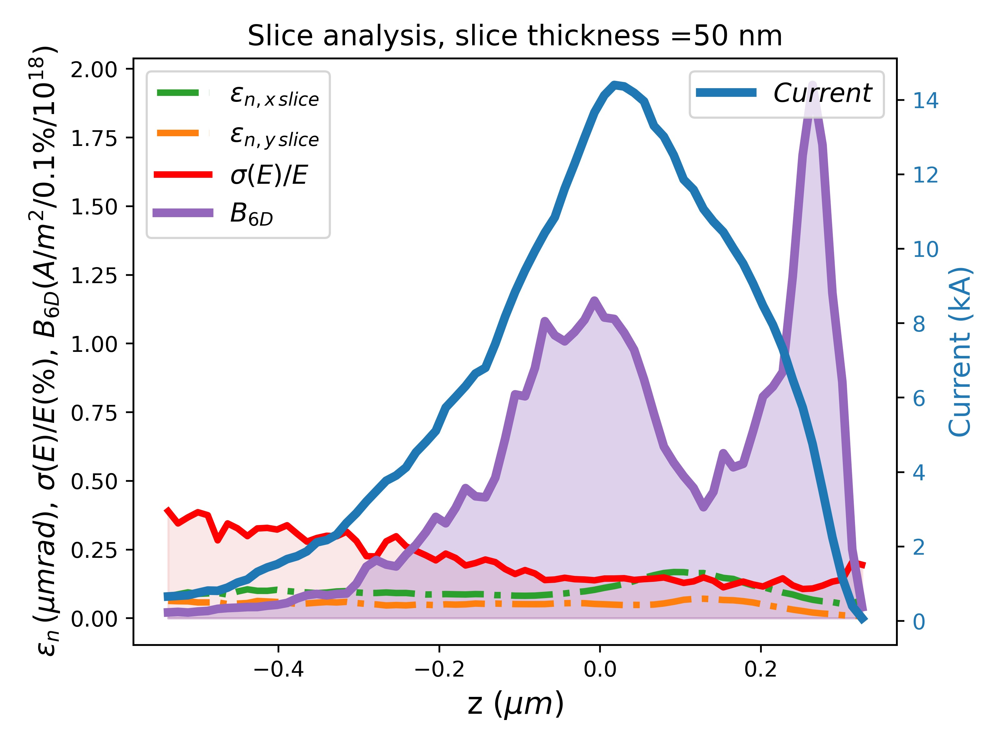 Slice analysis, slice thickness =50 nm
εn (μmrad), σ(E)/E(%), B6D(A/m²/0.1%/10¹⁸)
2.00
1.75
1.50
1.25
1.00
0.75
0.50
0.25
0.00
εn, x slice
εn, y slice
σ(E)/E
B6D
Current
14
12
10
8
6
4
2
0
Current (kA)
−0.4
−0.2
0.0
0.2
z (μm)